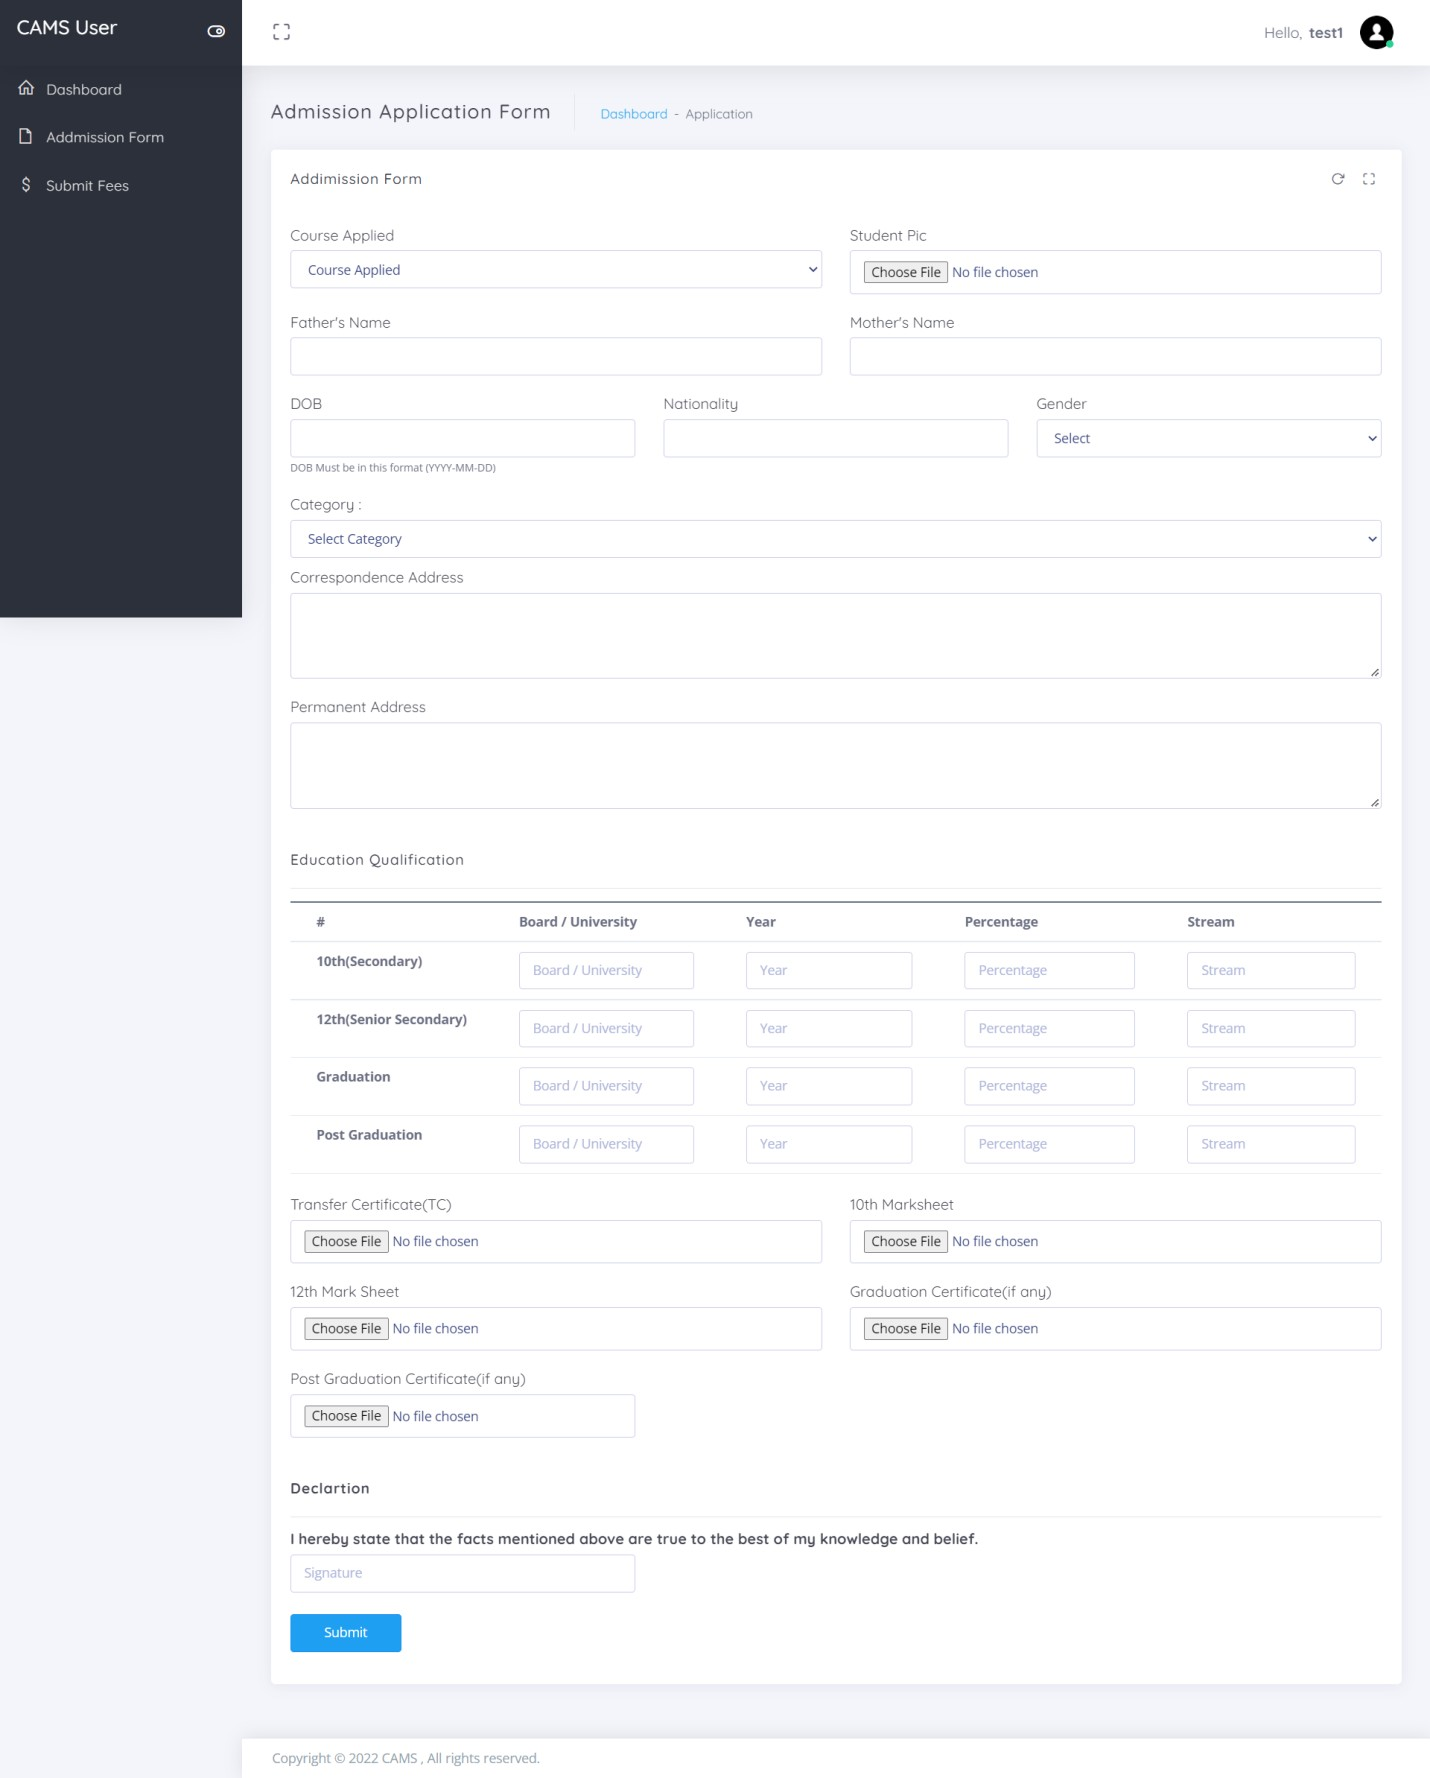 CAMS User
Hello, test1
Dashboard
Addmission Form
Submit Fees
Admission Application Form
Dashboard - Application
Addimission Form
Course Applied
Student Pic
Course Applied
Choose File No file chosen
Father's Name
Mother's Name
DOB
Nationality
Gender
Select
DOB Must be in this format (YYYY-MM-DD)
Category :
Select Category
Correspondence Address
Permanent Address
Education Qualification
# Board / University Year Percentage Stream
10th(Secondary) Board / University Year Percentage Stream
12th(Senior Secondary) Board / University Year Percentage Stream
Graduation Board / University Year Percentage Stream
Post Graduation Board / University Year Percentage Stream
Transfer Certificate(TC)
10th Marksheet
Choose File No file chosen
Choose File No file chosen
12th Mark Sheet
Graduation Certificate(if any)
Choose File No file chosen
Choose File No file chosen
Post Graduation Certificate(if any)
Choose File No file chosen
Declartion
I hereby state that the facts mentioned above are true to the best of my knowledge and belief.
Signature
Submit
Copyright © 2022 CAMS , All rights reserved.